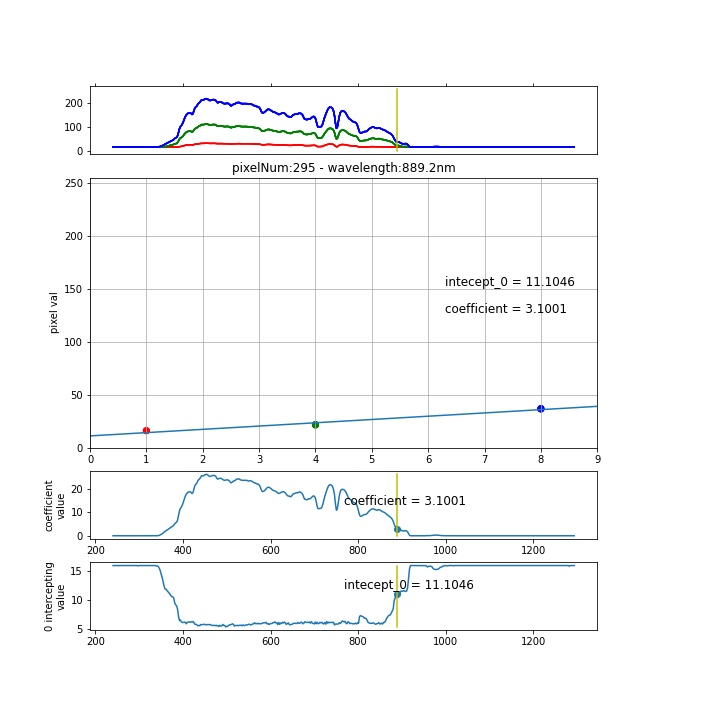 200
100
0
pixelNum:295 - wavelength:889.2nm
250
200
150
100
50
0
pixel val
intecept_0 = 11.1046
coefficient = 3.1001
0 1 2 3 4 5 6 7 8 9
coefficient
value
20
10
0
coefficient = 3.1001
200 400 600 800 1000 1200
0 intercepting
value
15
10
5
intecept_0 = 11.1046
200 400 600 800 1000 1200